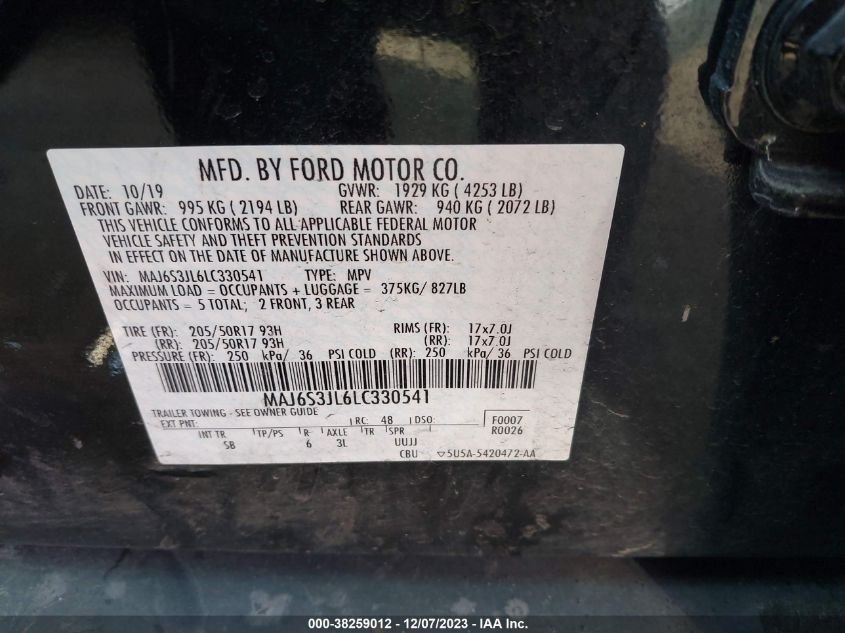 MFD. BY FORD MOTOR CO.
DATE: 10/19 GVWR: 1929 KG ( 4253 LB)
FRONT GAWR: 995 KG ( 2194 LB) REAR GAWR: 940 KG ( 2072 LB)
THIS VEHICLE CONFORMS TO ALL APPLICABLE FEDERAL MOTOR
VEHICLE SAFETY AND THEFT PREVENTION STANDARDS
IN EFFECT ON THE DATE OF MANUFACTURE SHOWN ABOVE.
VIN: MAJ6S3JL6LC330541 TYPE: MPV
MAXIMUM LOAD = OCCUPANTS + LUGGAGE = 375KG/ 827LB
OCCUPANTS = 5 TOTAL; 2 FRONT, 3 REAR
TIRE (FR): 205/50R17 93H RIMS (FR): 17x7.0J
(RR): 205/50R17 93H (RR): 17x7.0J
PRESSURE (FR): 250 kPa/ 36 PSI COLD (RR): 250 kPa/ 36 PSI COLD
MAJ6S3JL6LC330541
TRAILER TOWING - SEE OWNER GUIDE
EXT PNT: RC: 48 DSO: F0007
R0026
INT TR TP/PS R AXLE TR SPR
SB 6 3L UUJJ
CBU 5U5A-5420472-AA
000-38259012 - 12/07/2023 - IAA Inc.